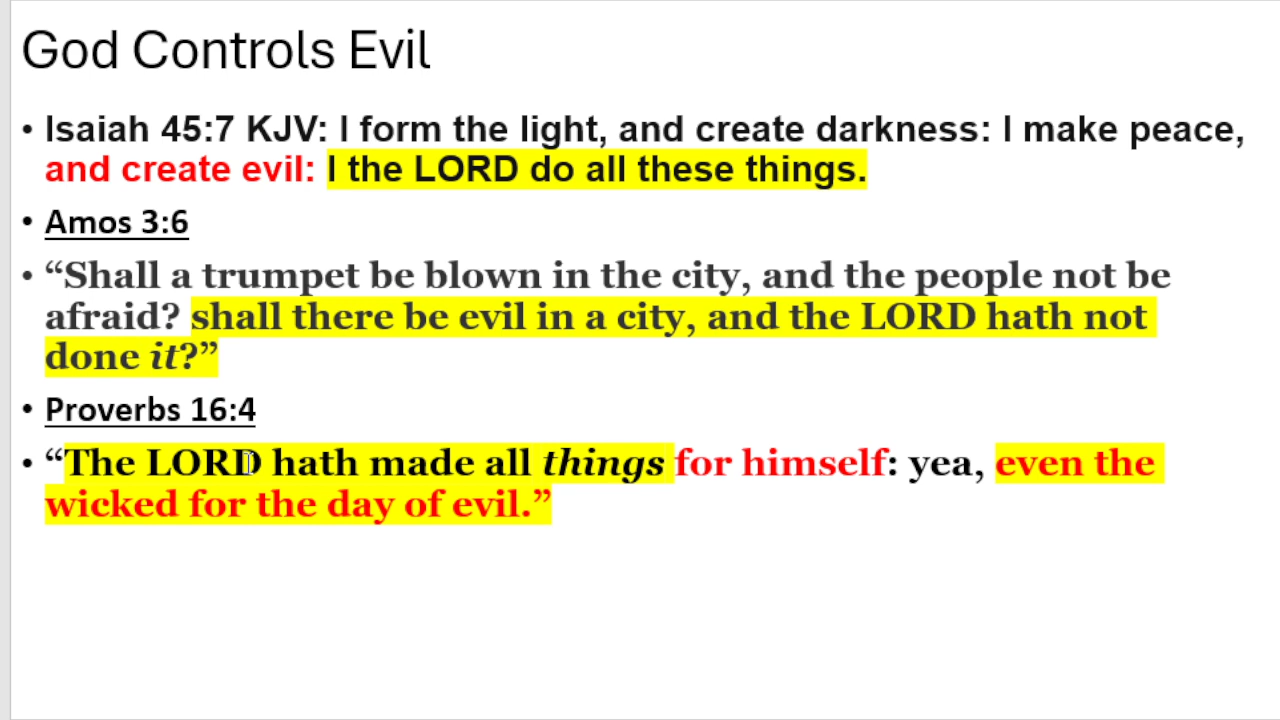 God Controls Evil
• Isaiah 45:7 KJV: I form the light, and create darkness: I make peace,
and create evil: I the LORD do all these things.
• Amos 3:6
• “Shall a trumpet be blown in the city, and the people not be
afraid? shall there be evil in a city, and the LORD hath not
done it?”
• Proverbs 16:4
• “The LORD hath made all things for himself: yea, even the
wicked for the day of evil.”